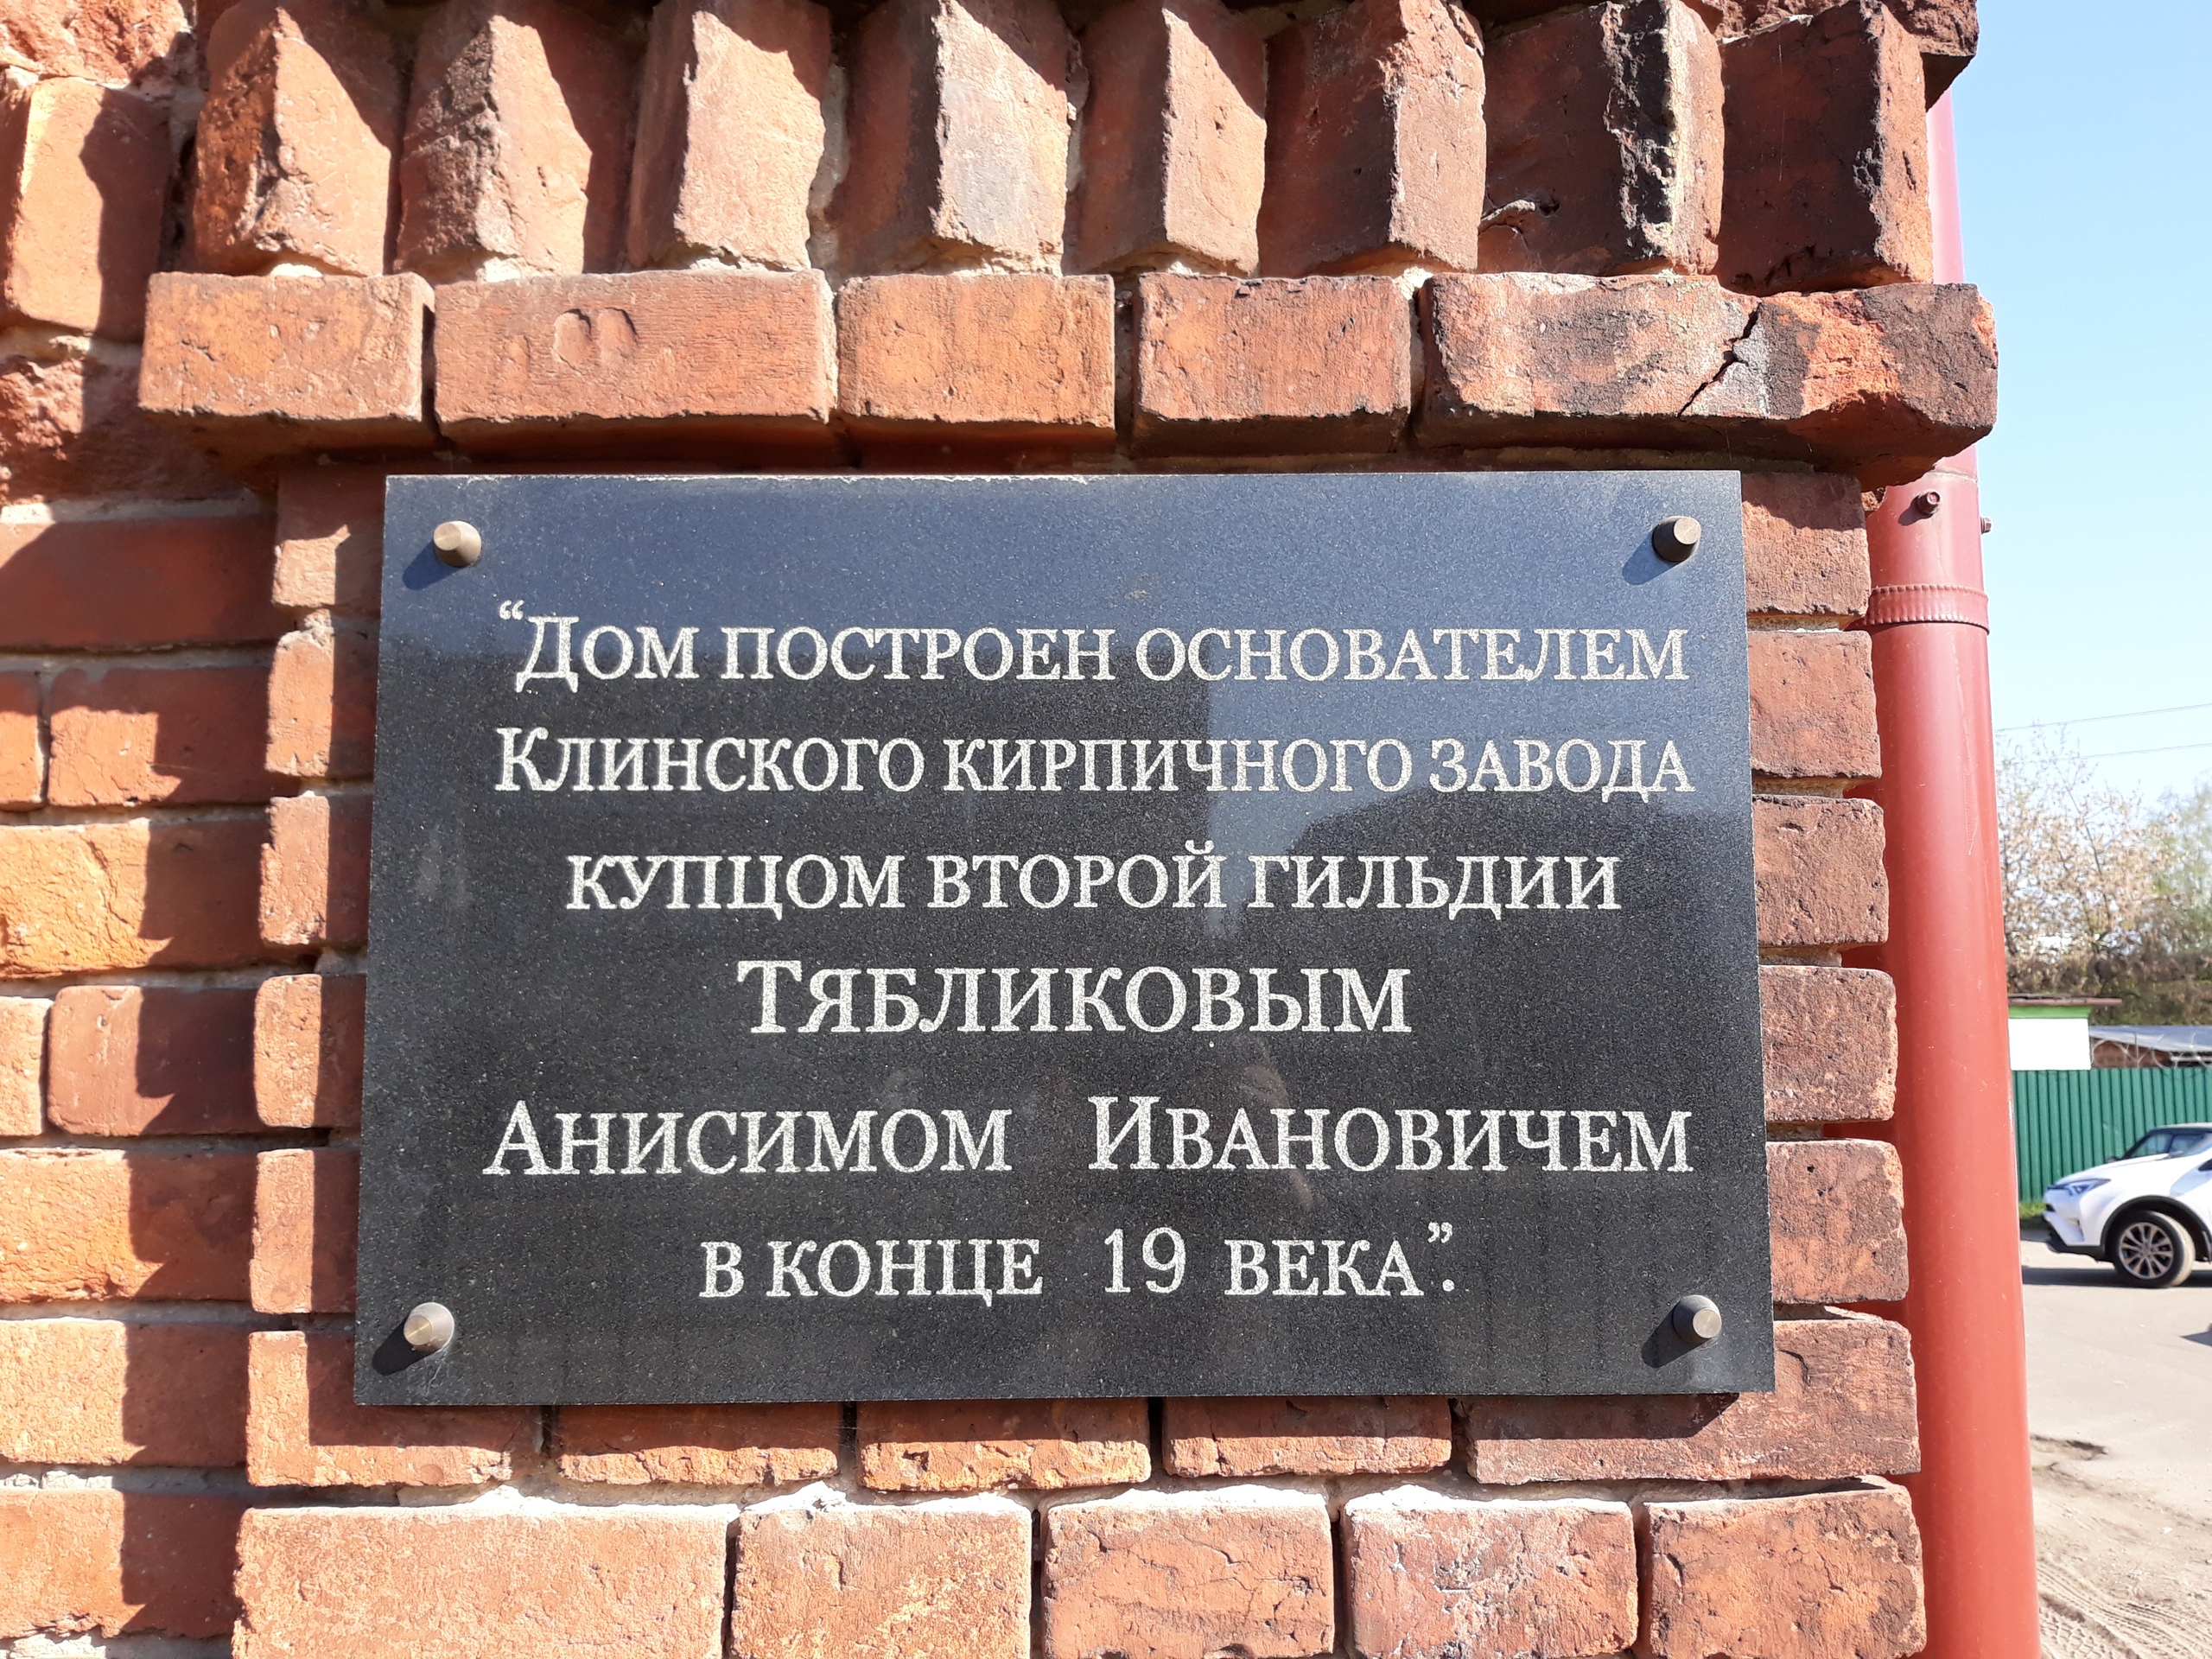 “Дом построен основателем
Клинского кирпичного завода
купцом второй гильдии
Тябликовым
Анисимом Ивановичем
в конце 19 века”.